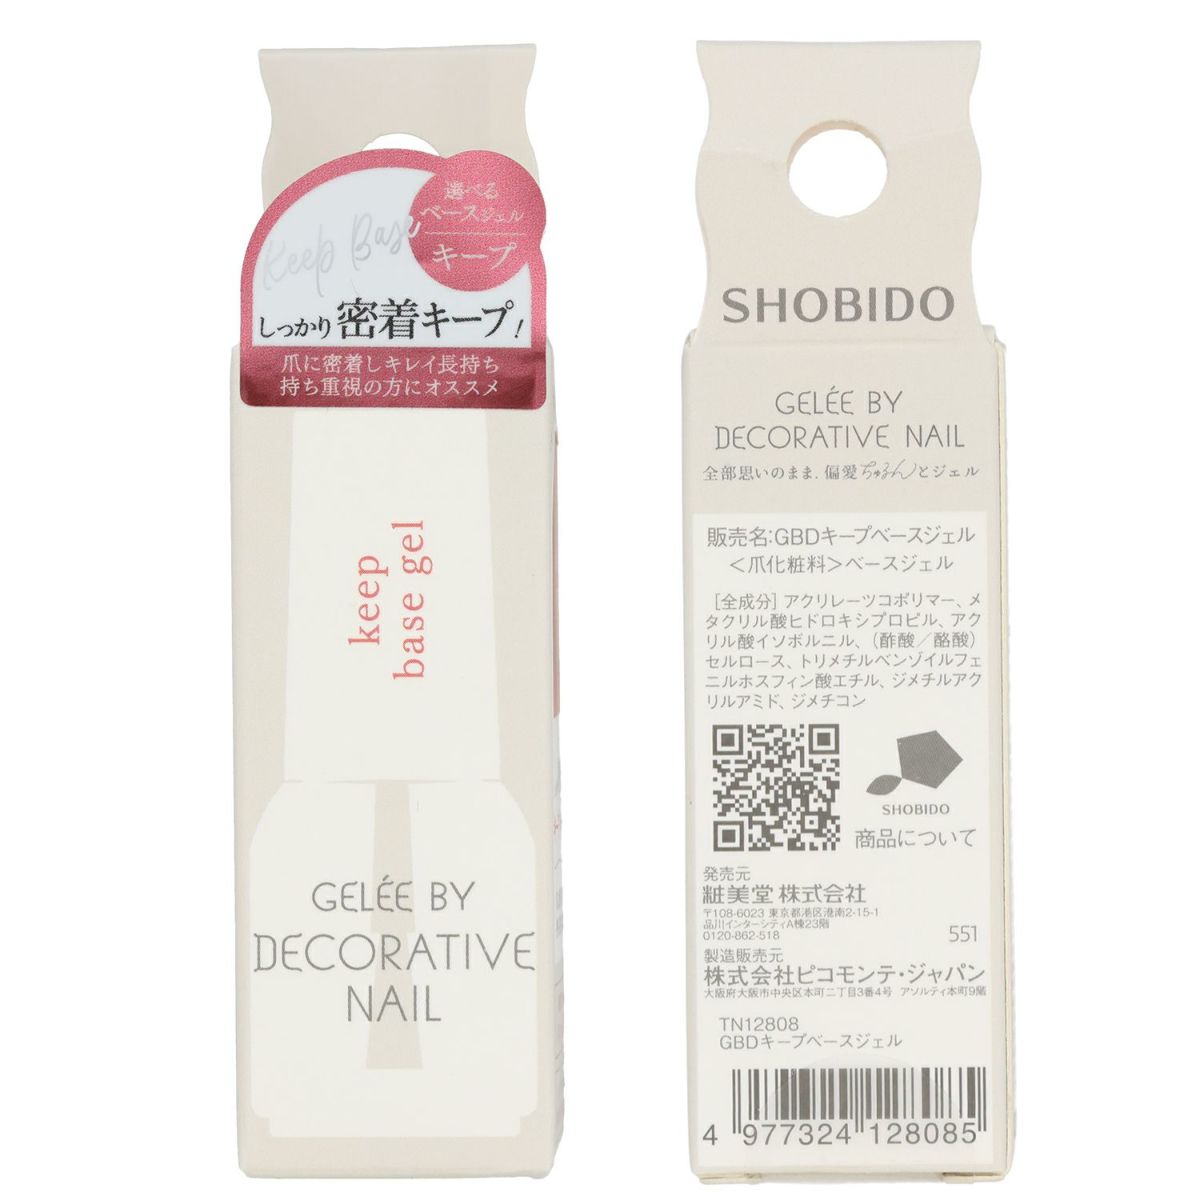 Keep Base
選べる
ベースジェル
キープ
しっかり密着キープ!
爪に密着しキレイ長持ち
持ち重視の方にオススメ
keep
base gel
GELÉE BY
DECORATIVE
NAIL
SHOBIDO
GELÉE BY
DECORATIVE NAIL
全部思いのまま.偏愛ちゅるんとジェル
販売名:GBDキープベースジェル
<爪化粧料>ベースジェル
[全成分] アクリレーツコポリマー、メ
タクリル酸ヒドロキシプロピル、アク
リル酸イソボルニル、(酢酸/酪酸)
セルロース、トリメチルベンゾイルフェ
ニルホスフィン酸エチル、ジメチルアク
リルアミド、ジメチコン
SHOBIDO
商品について
発売元
粧美堂 株式会社
〒108-6023 東京都港区港南2-15-1
品川インターシティA棟23階
0120-862-518
551
製造販売元
株式会社ピコモンテ・ジャパン
大阪府大阪市中央区本町二丁目3番4号 アソルティ本町9階
TN12808
GBDキープベースジェル
4 977324 128085